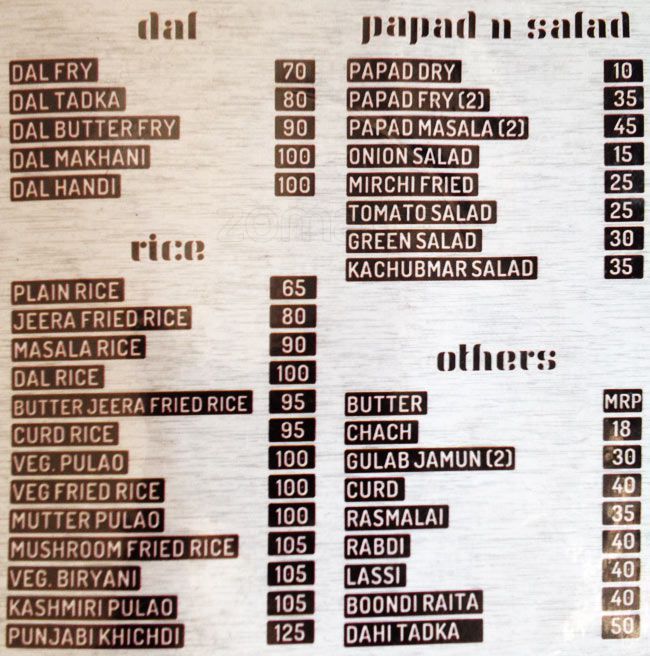 dal
DAL FRY 70
DAL TADKA 80
DAL BUTTER FRY 90
DAL MAKHANI 100
DAL HANDI 100
rice
PLAIN RICE 65
JEERA FRIED RICE 80
MASALA RICE 90
DAL RICE 100
BUTTER JEERA FRIED RICE 95
CURD RICE 95
VEG. PULAO 100
VEG FRIED RICE 100
MUTTER PULAO 100
MUSHROOM FRIED RICE 105
VEG. BIRYANI 105
KASHMIRI PULAO 105
PUNJABI KHICHDI 125
papad n salad
PAPAD DRY 10
PAPAD FRY (2) 35
PAPAD MASALA (2) 45
ONION SALAD 15
MIRCHI FRIED 25
TOMATO SALAD 25
GREEN SALAD 30
KACHUBMAR SALAD 35
others
BUTTER MRP
CHACH 18
GULAB JAMUN (2) 30
CURD 40
RASMALAI 35
RABDI 40
LASSI 40
BOONDI RAITA 40
DAHI TADKA 50